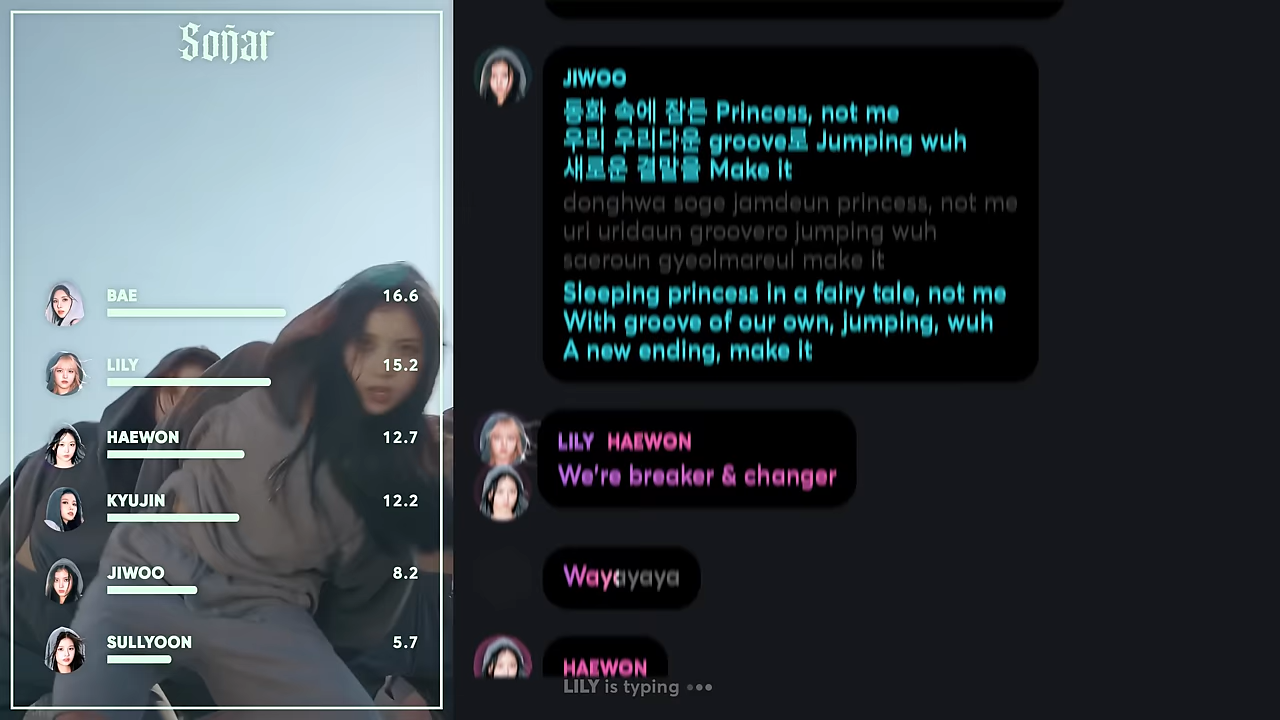 Soñar
BAE 16.6
LILY 15.2
HAEWON 12.7
KYUJIN 12.2
JIWOO 8.2
SULLYOON 5.7
JIWOO
동화 속에 잠든 Princess, not me
우리 우리다운 groove로 Jumping wuh
새로운 결말을 Make it
donghwa soge jamdeun princess, not me
uri uridaun groovero jumping wuh
saeroun gyeolmareul make it
Sleeping princess in a fairy tale, not me
With groove of our own, jumping, wuh
A new ending, make it
LILY HAEWON
We're breaker & changer
Wayayaya
HAEWON
LILY is typing •••